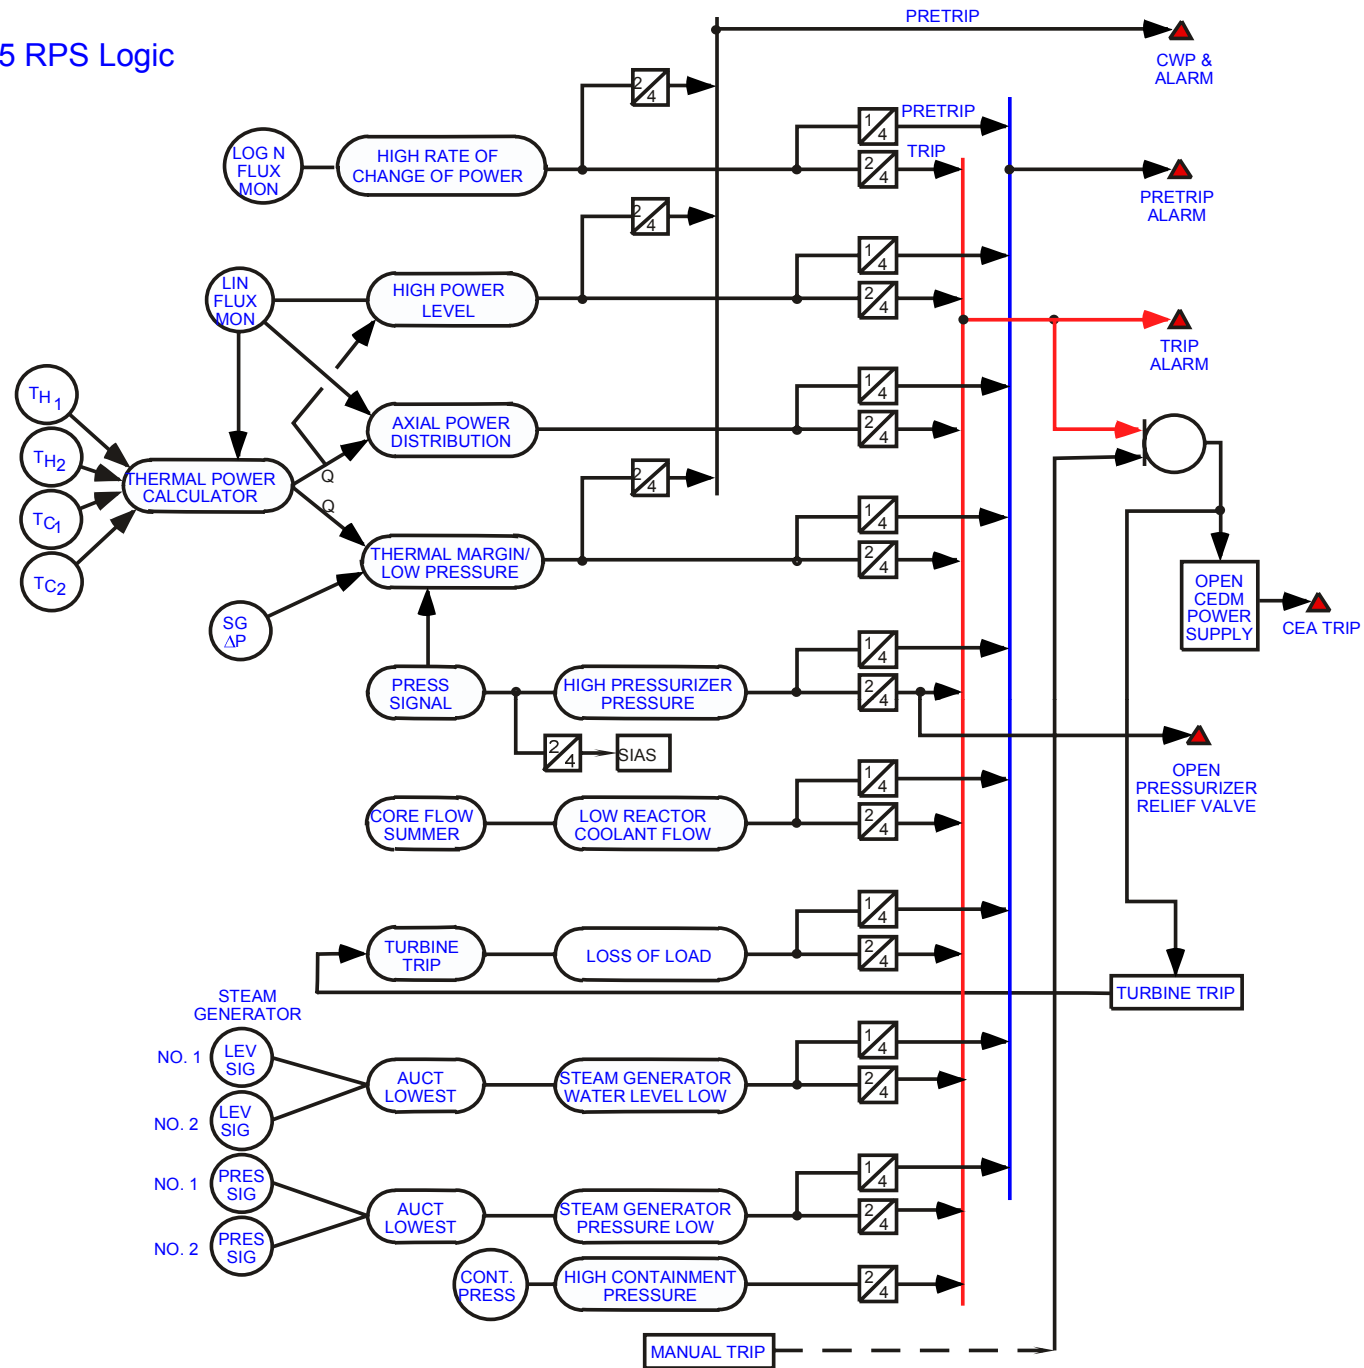 5 RPS Logic
PRETRIP
CWP &
ALARM
2
4
LOG N
FLUX
MON
HIGH RATE OF
CHANGE OF POWER
1
4
PRETRIP
2
4
TRIP
PRETRIP
ALARM
2
4
LIN
FLUX
MON
HIGH POWER
LEVEL
1
4
2
4
TRIP
ALARM
TH1
TH2
TC1
TC2
THERMAL POWER
CALCULATOR
AXIAL POWER
DISTRIBUTION
1
4
2
4
Q
Q
2
4
THERMAL MARGIN/
LOW PRESSURE
1
4
2
4
OPEN
CEDM
POWER
SUPPLY
CEA TRIP
SG
ΔP
PRESS
SIGNAL
HIGH PRESSURIZER
PRESSURE
1
4
2
4
2
4
SIAS
OPEN
PRESSURIZER
RELIEF VALVE
CORE FLOW
SUMMER
LOW REACTOR
COOLANT FLOW
1
4
2
4
TURBINE
TRIP
LOSS OF LOAD
1
4
2
4
TURBINE TRIP
STEAM
GENERATOR
NO. 1
LEV
SIG
NO. 2
LEV
SIG
AUCT
LOWEST
STEAM GENERATOR
WATER LEVEL LOW
1
4
2
4
NO. 1
PRES
SIG
NO. 2
PRES
SIG
AUCT
LOWEST
STEAM GENERATOR
PRESSURE LOW
1
4
2
4
CONT.
PRESS
HIGH CONTAINMENT
PRESSURE
2
4
MANUAL TRIP